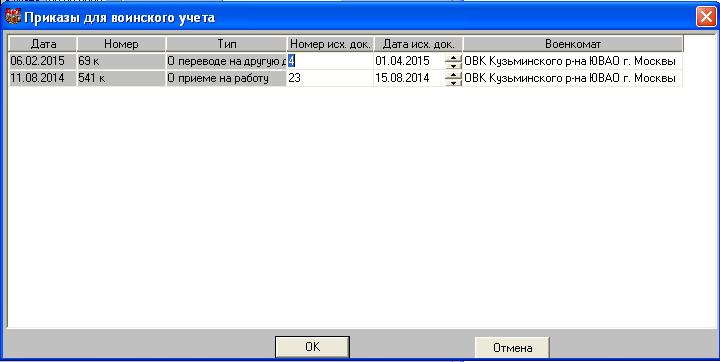 Приказы для воинского учета
Дата Номер Тип Номер исх. док. Дата исх. док. Военкомат
06.02.2015 69 к О переводе на другую д 4 01.04.2015 ОВК Кузьминского р-на ЮВАО г. Москвы
11.08.2014 541 к О приеме на работу 23 15.08.2014 ОВК Кузьминского р-на ЮВАО г. Москвы
OK Отмена